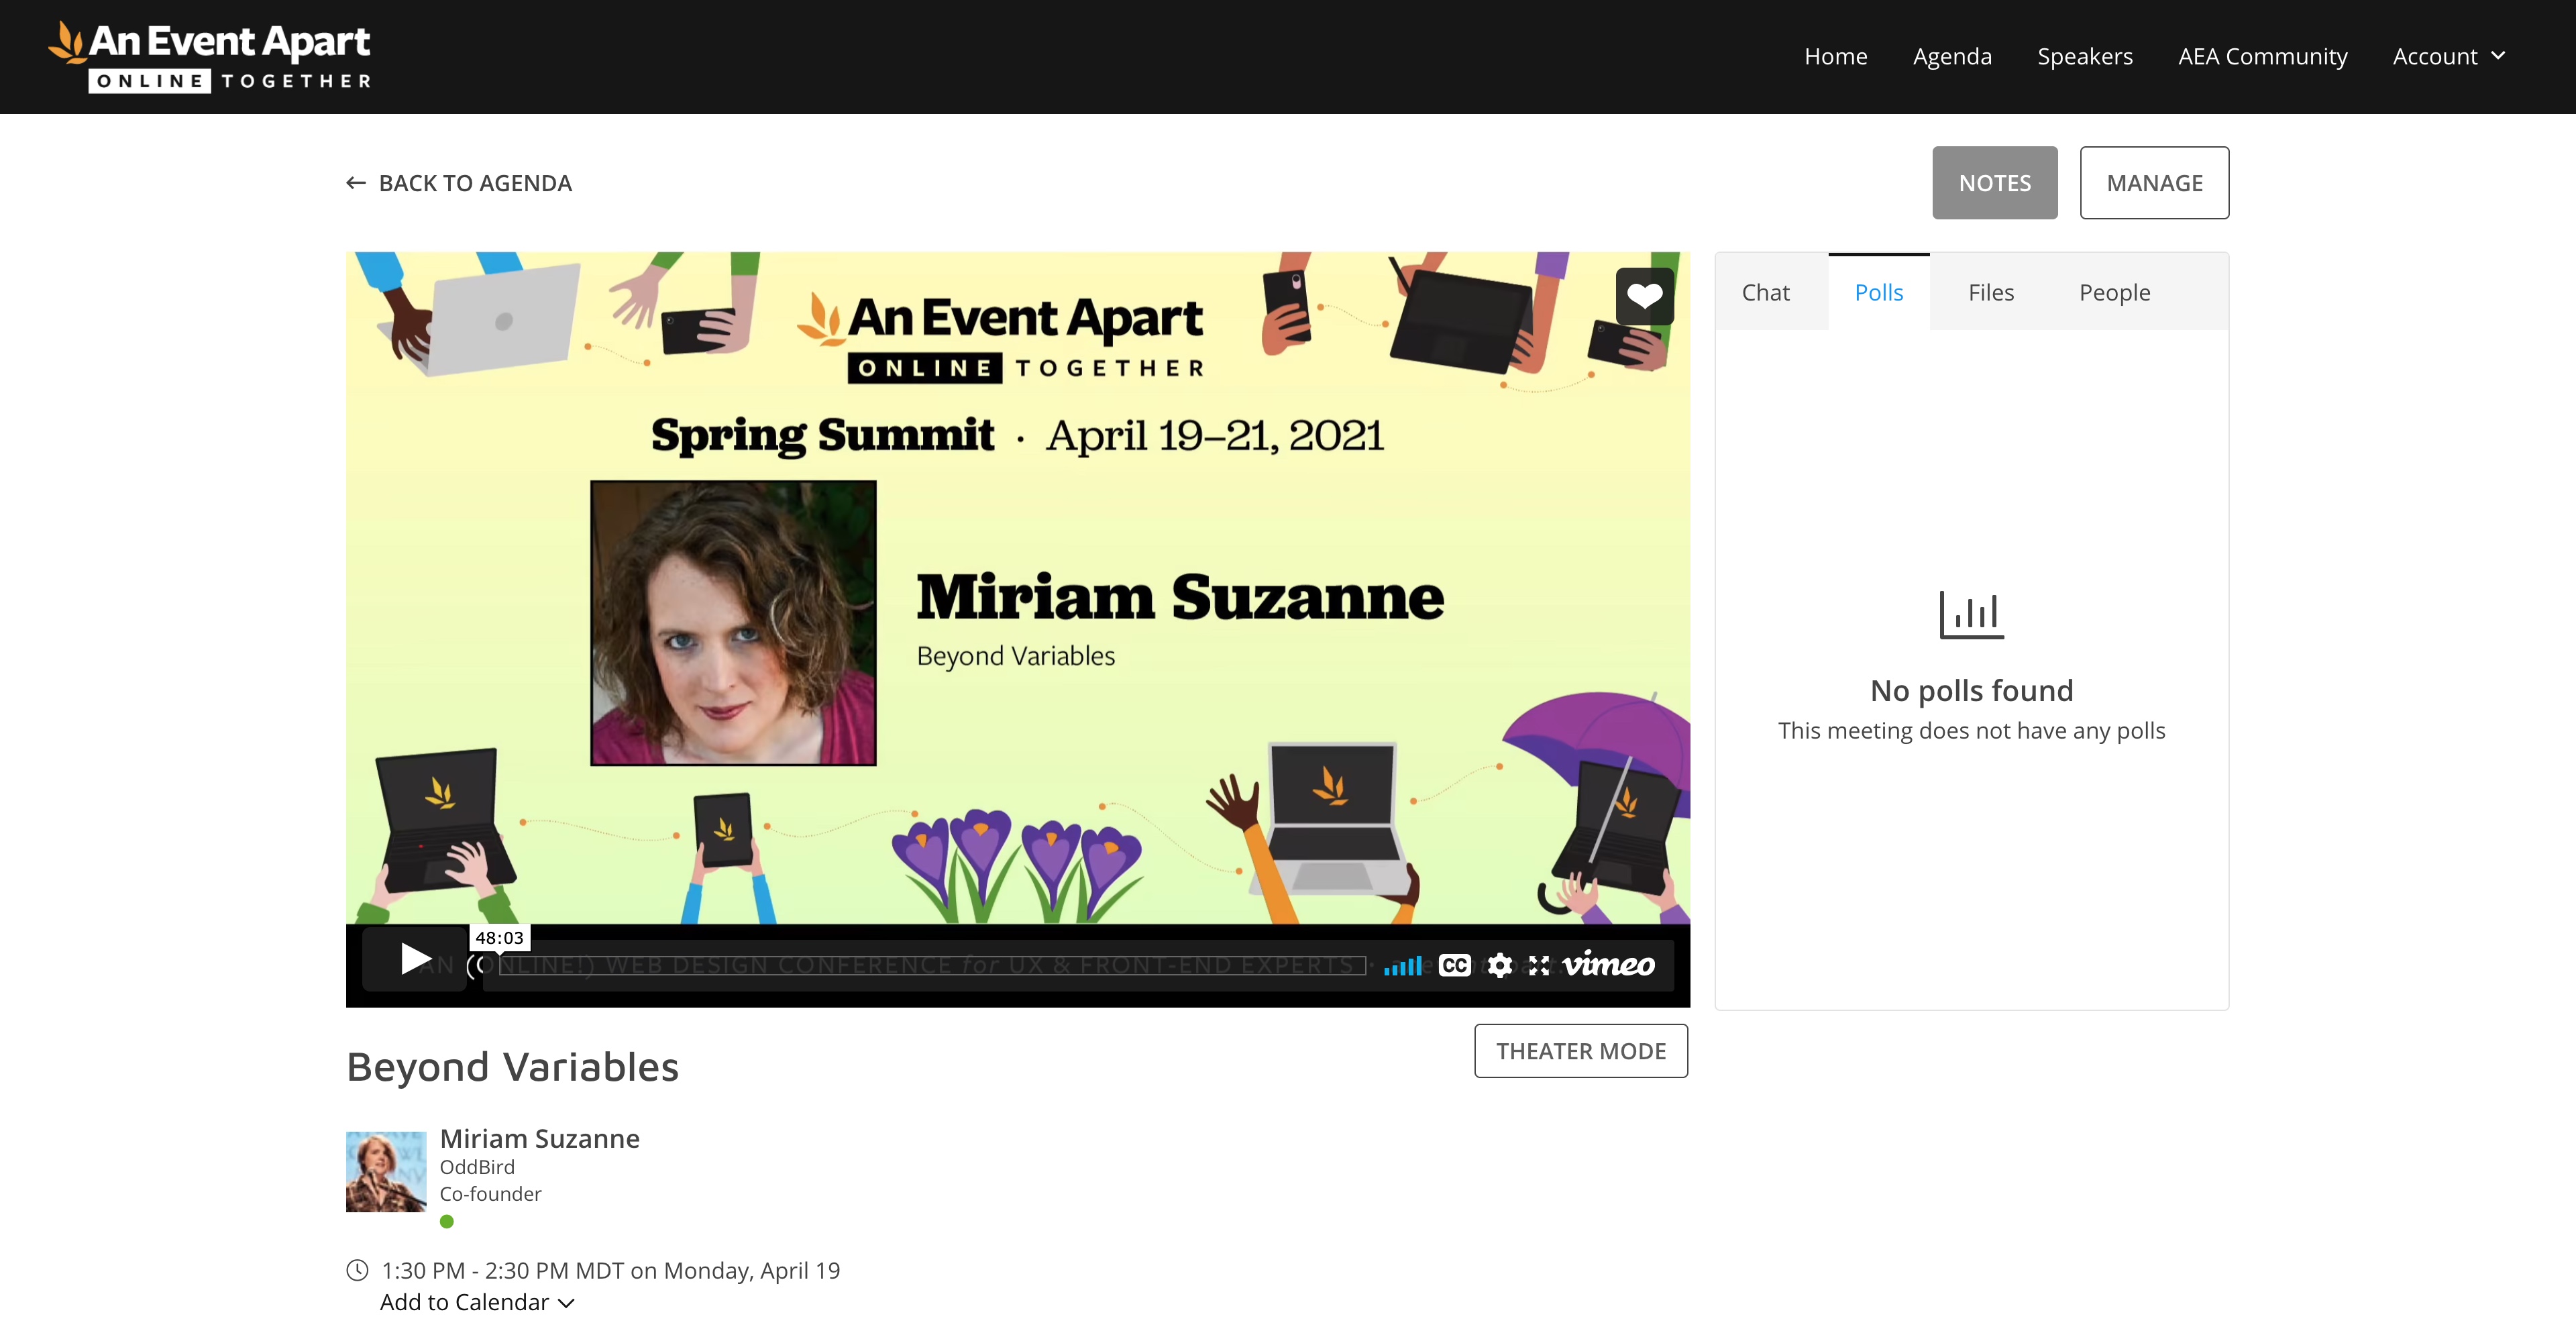 An Event Apart
ONLINE TOGETHER
Home Agenda Speakers AEA Community Account
BACK TO AGENDA
NOTES MANAGE
An Event Apart
ONLINE TOGETHER
Spring Summit · April 19–21, 2021
Miriam Suzanne
Beyond Variables
48:03
AN (ONLINE!) WEB DESIGN CONFERENCE for UX & FRONT-END EXPERTS ·
CC vimeo
Chat Polls Files People
No polls found
This meeting does not have any polls
THEATER MODE
Beyond Variables
Miriam Suzanne
OddBird
Co-founder
1:30 PM - 2:30 PM MDT on Monday, April 19
Add to Calendar